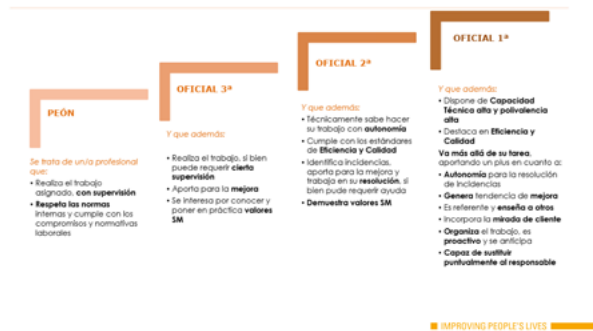 PEÓN
Se trata de un/a profesional
que:
• Realiza el trabajo
asignado, con supervisión
• Respeta las normas
internas y cumple con los
compromisos y normativas
laborales
OFICIAL 3ª
Y que además:
• Realiza el trabajo, si bien
puede requerir cierta
supervisión
• Aporta para la mejora
• Se interesa por conocer y
poner en práctica valores
SM
OFICIAL 2ª
Y que además:
• Técnicamente sabe hacer
su trabajo con autonomía
• Cumple con los estándares
de Eficiencia y Calidad
• Identifica incidencias,
aporta para la mejora y
trabaja en su resolución, si
bien pude requerir ayuda
• Demuestra valores SM
OFICIAL 1ª
Y que además:
• Dispone de Capacidad
Técnica alta y polivalencia
alta
• Destaca en Eficiencia y
Calidad
Va más allá de su tarea,
aportando un plus en cuanto a:
• Autonomía para la resolución
de incidencias
• Genera tendencia de mejora
• Es referente y enseña a otros
• Incorpora la mirada de cliente
• Organiza el trabajo, es
proactivo y se anticipa
• Capaz de sustituir
puntualmente al responsable
IMPROVING PEOPLE'S LIVES